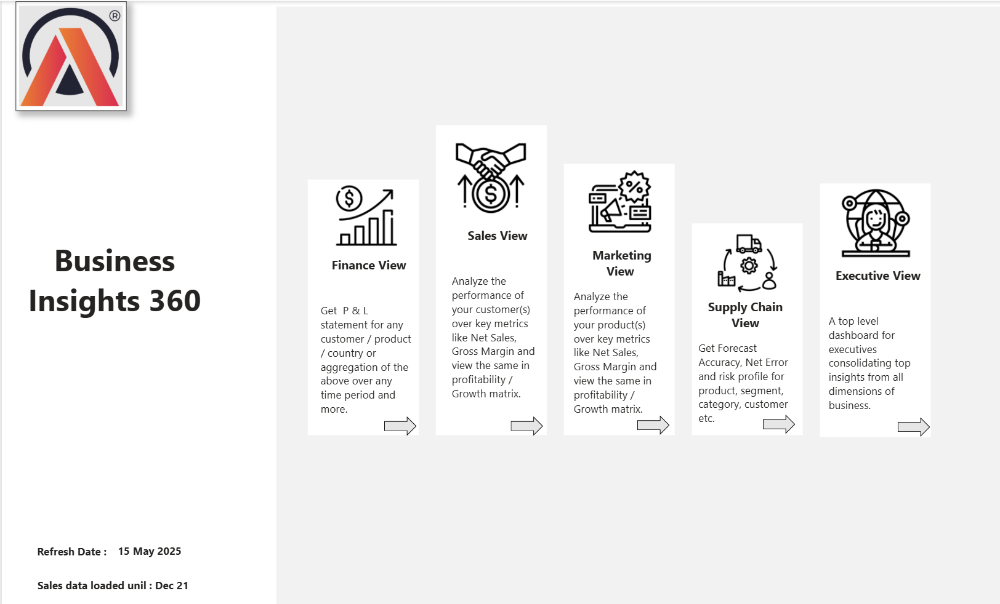 ®
Business
Insights 360
Refresh Date :  15 May 2025
Sales data loaded unil : Dec 21
$
Finance View
Get  P & L
statement for any
customer / product
/ country or
aggregation of the
above over any
time period and
more.
$
Sales View
Analyze the
performance of
your customer(s)
over key metrics
like Net Sales,
Gross Margin and
view the same in
profitability /
Growth matrix.
%
Marketing
View
Analyze the
performance of
your product(s)
over key metrics
like Net Sales,
Gross Margin and
view the same in
profitability /
Growth matrix.
Supply Chain
View
Get Forecast
Accuracy, Net Error
and risk profile for
product, segment,
category, customer
etc.
Executive View
A top level
dashboard for
executives
consolidating top
insights from all
dimensions of
business.